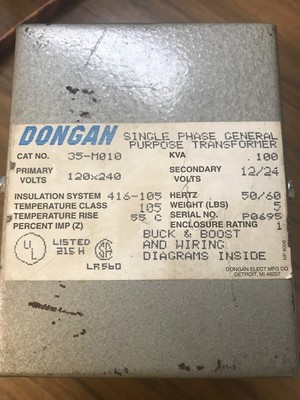 DONGAN SINGLE PHASE GENERAL
PURPOSE TRANSFORMER
CAT NO. 35-M010 KVA .100
PRIMARY VOLTS 120x240 SECONDARY VOLTS 12/24
INSULATION SYSTEM 416-105 HERTZ 50/60
TEMPERATURE CLASS 105 WEIGHT (LBS) 5
TEMPERATURE RISE 55 C SERIAL NO. P0695
PERCENT IMP (Z) ENCLOSURE RATING 1
UL LISTED 215H SA LR560
BUCK & BOOST
AND WIRING
DIAGRAMS INSIDE
DONGAN ELECT MFG CO
DETROIT, MI 48207